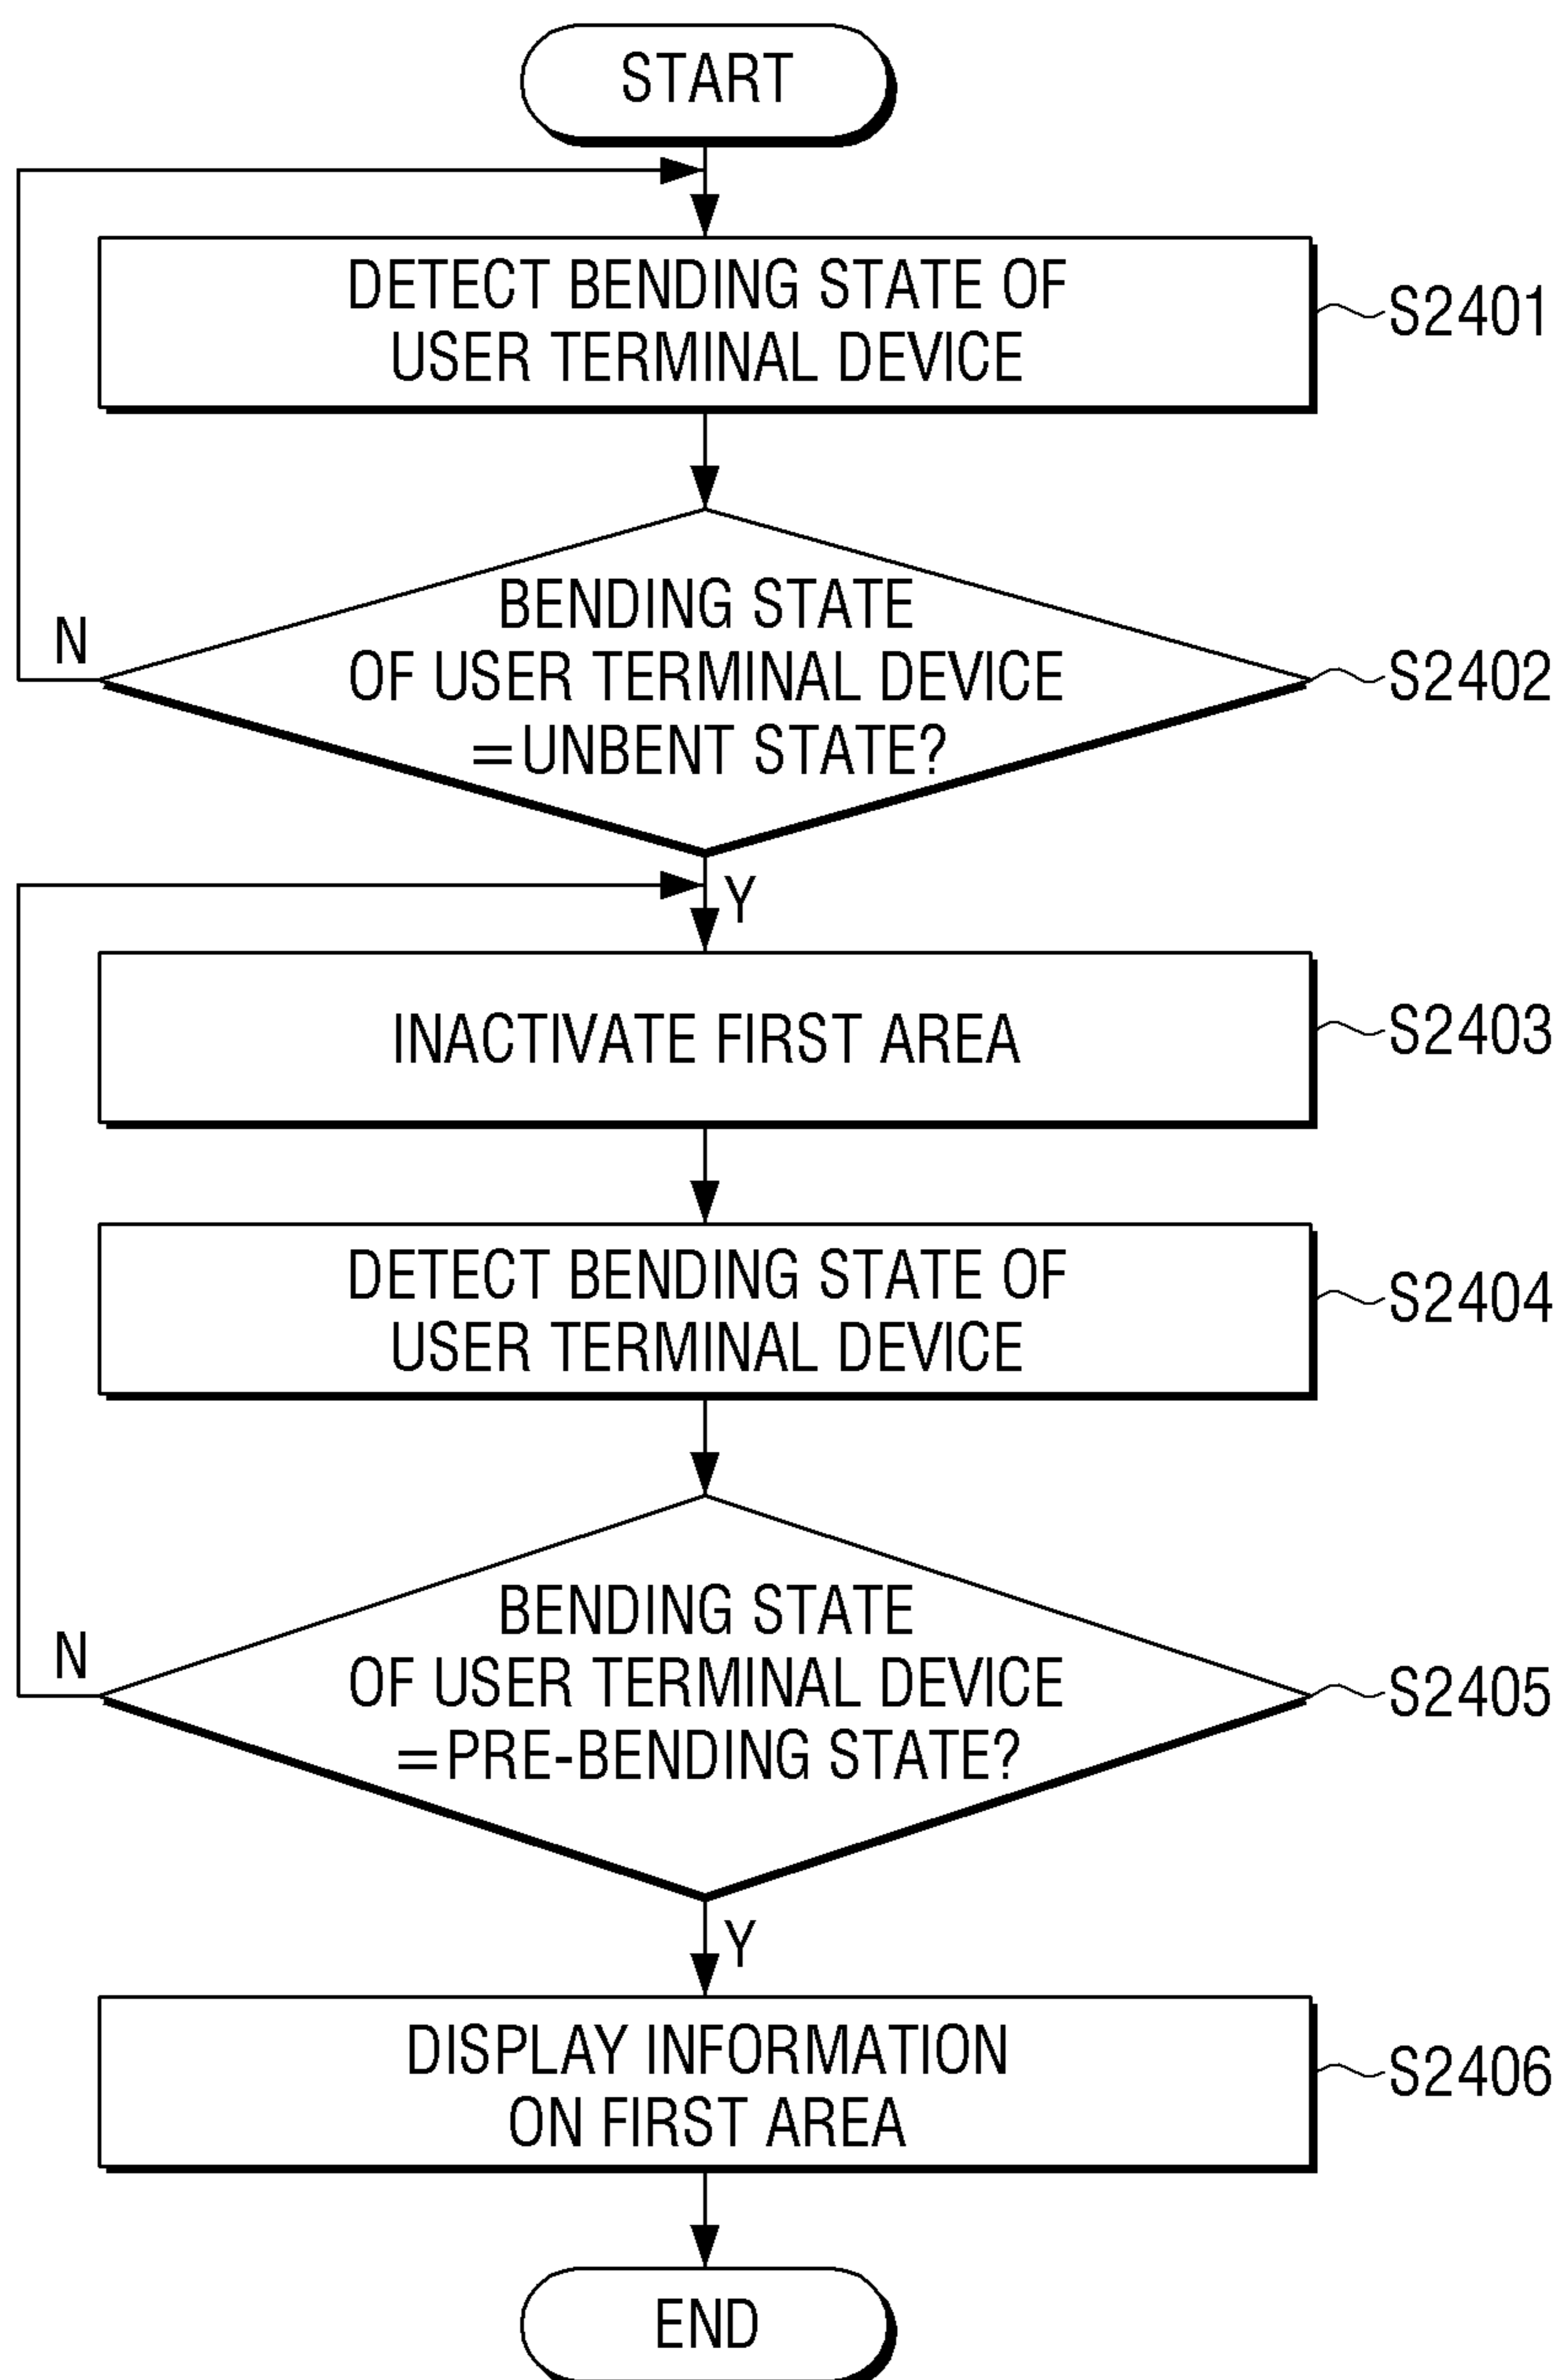 START
DETECT BENDING STATE OF
USER TERMINAL DEVICE
S2401
BENDING STATE
OF USER TERMINAL DEVICE
=UNBENT STATE?
S2402
N
Y
INACTIVATE FIRST AREA
S2403
DETECT BENDING STATE OF
USER TERMINAL DEVICE
S2404
BENDING STATE
OF USER TERMINAL DEVICE
=PRE-BENDING STATE?
S2405
N
Y
DISPLAY INFORMATION
ON FIRST AREA
S2406
END